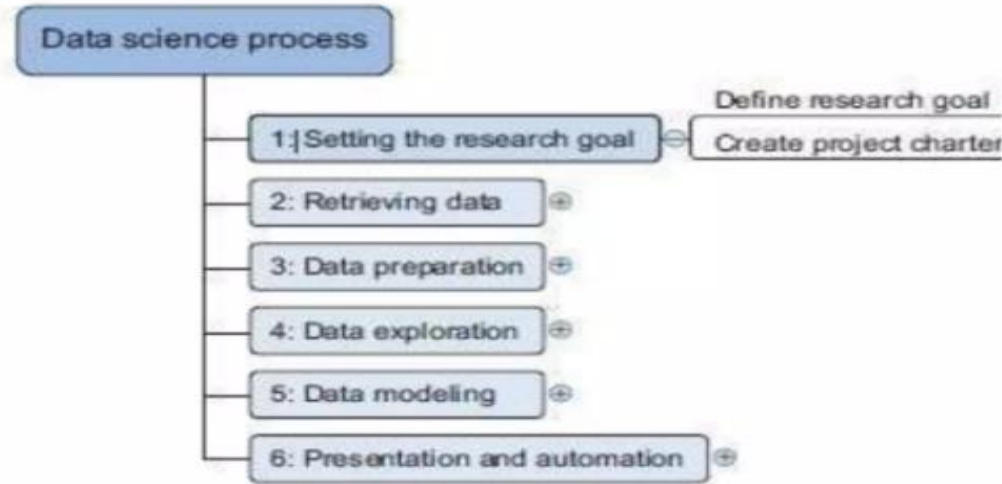 Data science process
Define research goal
1:|Setting the research goal
Create project charter
2: Retrieving data
3: Data preparation
4: Data exploration
5: Data modeling
6: Presentation and automation